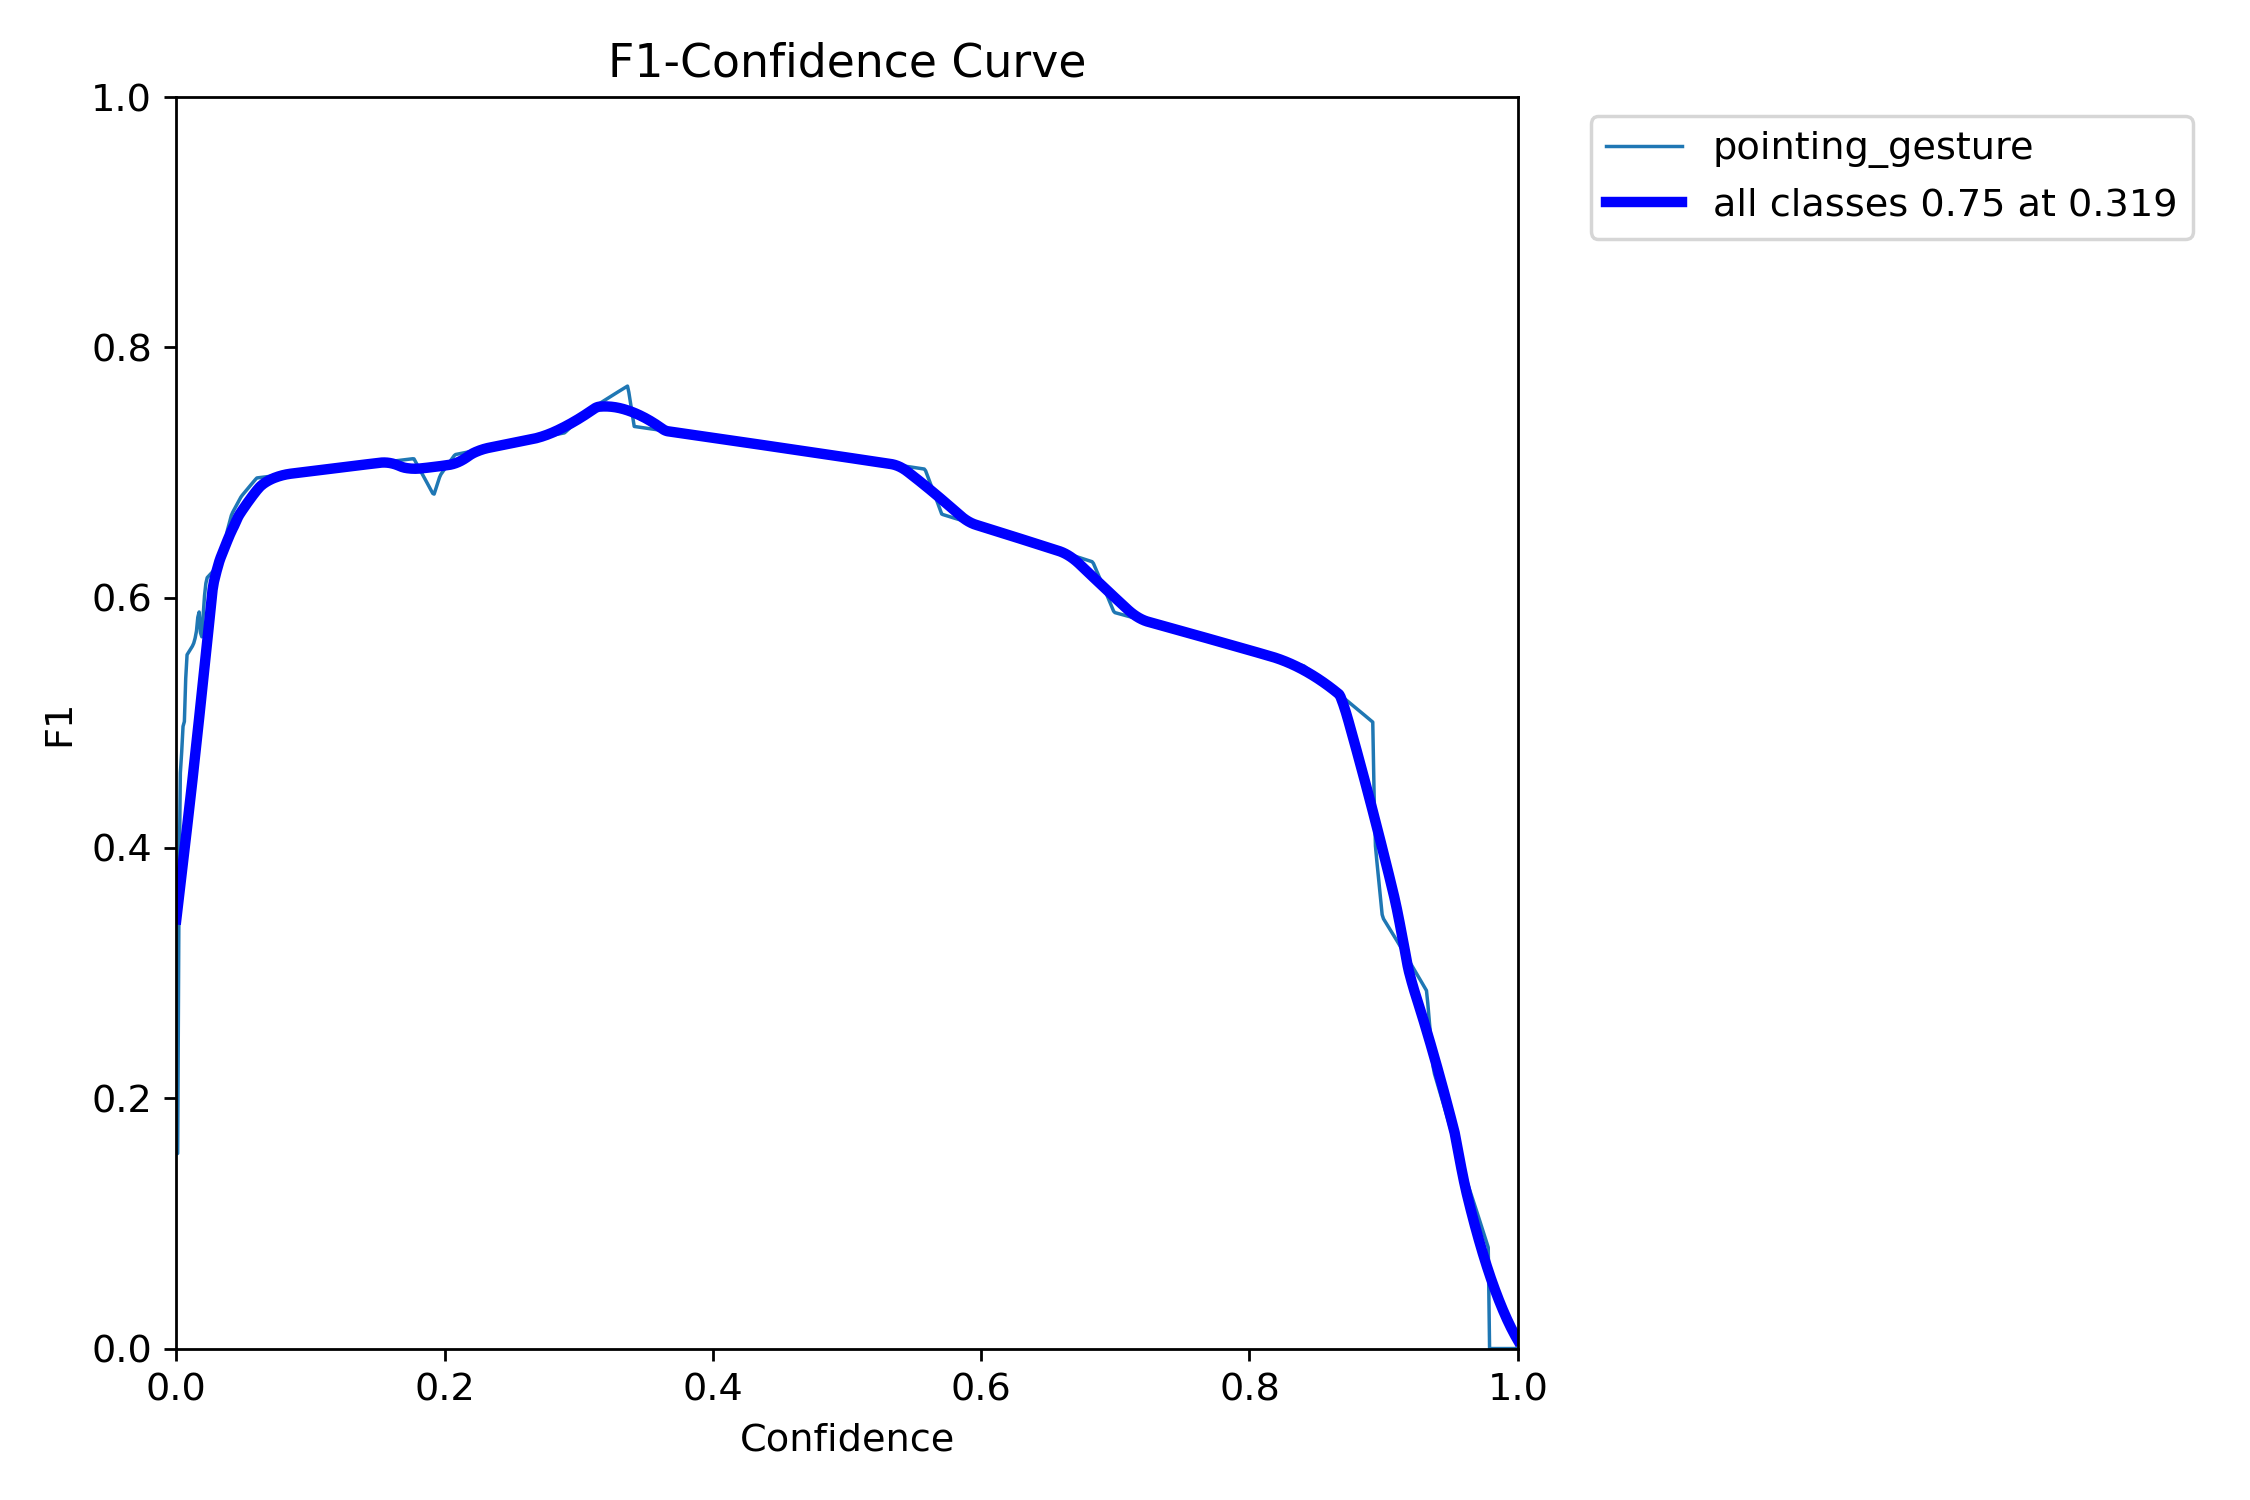 F1-Confidence Curve
pointing_gesture
all classes 0.75 at 0.319
F1
1.0
0.8
0.6
0.4
0.2
0.0
0.0 0.2 0.4 0.6 0.8 1.0
Confidence